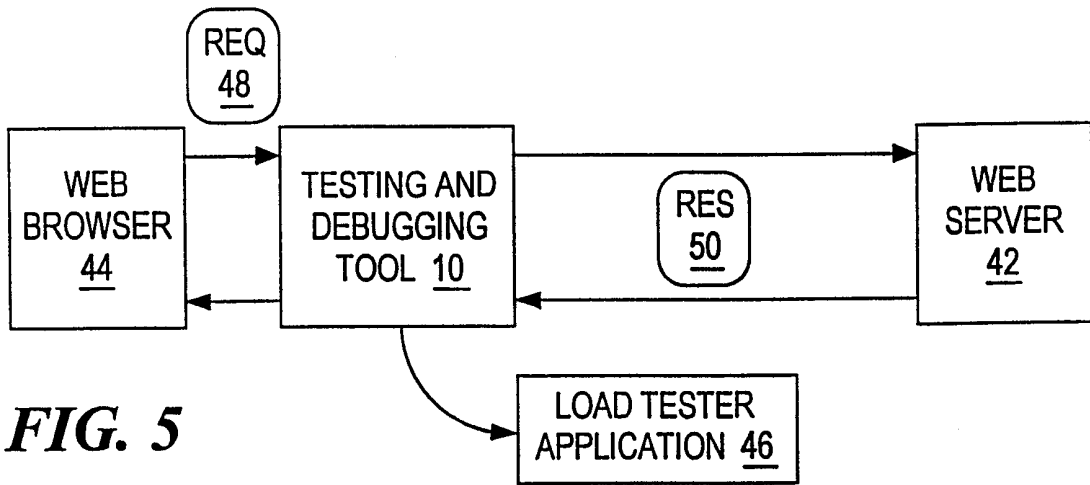 REQ
48
WEB
BROWSER
44
TESTING AND
DEBUGGING
TOOL 10
RES
50
WEB
SERVER
42
LOAD TESTER
APPLICATION 46
FIG. 5